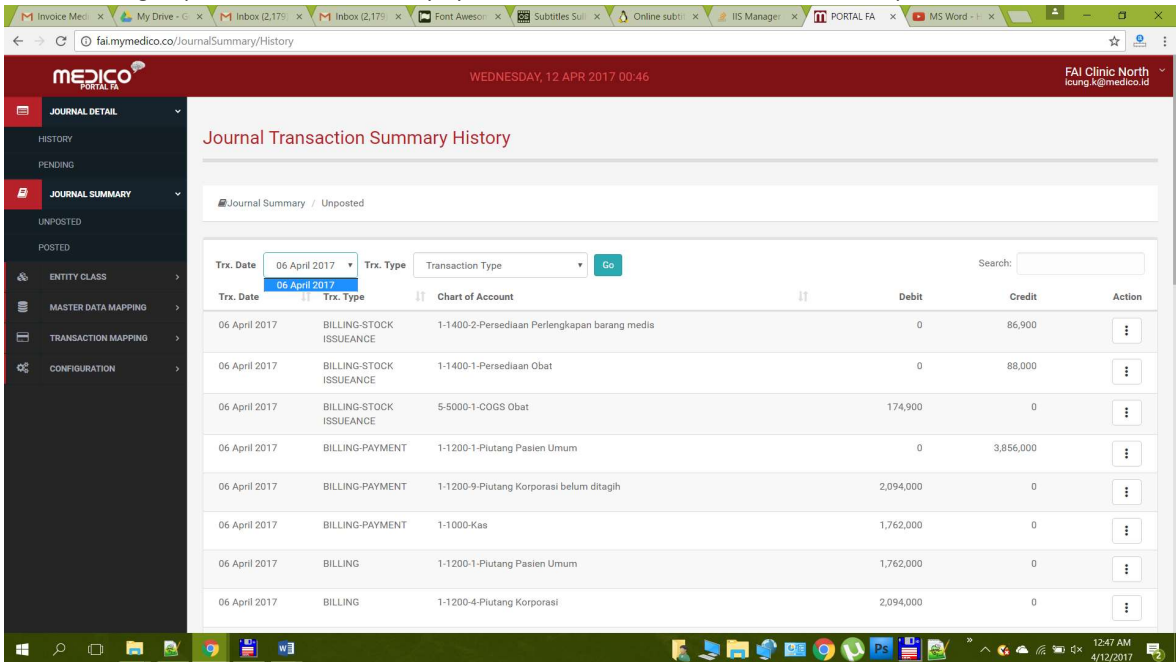 Invoice Medi
My Drive - G
Inbox (2,179)
Inbox (2,179)
Font Awesom
Subtitles Sul
Online subti
IIS Manager
PORTAL FA
MS Word - H
fai.mymedico.co/JournalSummary/History
MEDICO
PORTAL FA
WEDNESDAY, 12 APR 2017 00:46
FAI Clinic North
icung.k@medico.id
JOURNAL DETAIL
HISTORY
PENDING
JOURNAL SUMMARY
UNPOSTED
POSTED
ENTITY CLASS
MASTER DATA MAPPING
TRANSACTION MAPPING
CONFIGURATION
Journal Transaction Summary History
Journal Summary / Unposted
Trx. Date 06 April 2017 Trx. Type Transaction Type Go Search:
06 April 2017
Trx. Date Trx. Type Chart of Account Debit Credit Action
06 April 2017 BILLING-STOCK ISSUEANCE 1-1400-2-Persediaan Perlengkapan barang medis 0 86,900
06 April 2017 BILLING-STOCK ISSUEANCE 1-1400-1-Persediaan Obat 0 88,000
06 April 2017 BILLING-STOCK ISSUEANCE 5-5000-1-COGS Obat 174,900 0
06 April 2017 BILLING-PAYMENT 1-1200-1-Piutang Pasien Umum 0 3,856,000
06 April 2017 BILLING-PAYMENT 1-1200-9-Piutang Korporasi belum ditagih 2,094,000 0
06 April 2017 BILLING-PAYMENT 1-1000-Kas 1,762,000 0
06 April 2017 BILLING 1-1200-1-Piutang Pasien Umum 1,762,000 0
06 April 2017 BILLING 1-1200-4-Piutang Korporasi 2,094,000 0
12:47 AM
4/12/2017